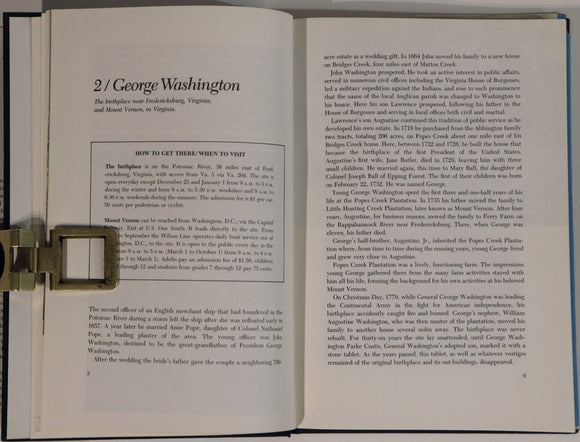 2 / George Washington
The birthplace near Fredericksburg, Virginia;
and Mount Vernon, in Virginia.
HOW TO GET THERE/WHEN TO VISIT
The birthplace is on the Potomac River, 38 miles east of Fred-
ericksburg, Virginia, with access from Va. 3 via Va. 204. The site is
open everyday except December 25 and January 1 from 9 A.M. to 5 P.M.
during the winter and from 9 A.M. to 5:30 P.M. weekdays and 9 A.M. to
6:30 P.M. weekends during the summer. The admission fee is $1 per car,
50 cents per pedestrian or cyclist.
Mount Vernon can be reached from Washington, D.C., via the Capital
Exit at U.S. One South. It leads directly to the site. From
to September the Wilson Line operates daily boat service out of
ngton, D.C., to the site. It is open to the public every day in the
om 9 A.M. to 5 P.M. (March 1 to October 1) from 9 A.M. to 4 P.M.
ber 1 to March 1). Adults pay an admission fee of $1.50, children
through 12 and students from grades 7 through 12 pay 75 cents.
The second officer of an English merchant ship that had foundered in the
Potomac River during a storm left the ship after she was refloated early in
1657. A year later he married Anne Pope, daughter of Colonel Nathaniel
Pope, a leading planter of the area. The young officer was John
Washington, destined to be the great-grandfather of President George
Washington.
After the wedding the bride's father gave the couple a neighboring 700
8
acre estate as a wedding gift. In 1664 John moved his family to a new house
on Bridges Creek, four miles east of Mattox Creek.
John Washington prospered. He took an active interest in public affairs,
served in numerous civil offices including the Virginia House of Burgesses,
led a military expedition against the Indians, and rose to such prominence
that the name of the local Anglican parish was changed to Washington in
his honor. Here his son Lawrence prospered, following his father in the
House of Burgesses and serving in local offices both civil and martial.
Lawrence's son Augustine continued this tradition of public service as he
developed his own estate. In 1718 he purchased from the Abbington family
two tracts, totaling 200 acres, on Popes Creek about one mile east of his
Bridges Creek home. Here, between 1722 and 1726, he built the house that
became the birthplace of the first President of the United States.
Augustine's first wife, Jane Butler, died in 1729, leaving him with three
small children. He married again, this time to Mary Ball, the daughter of
Colonel Joseph Ball of Epping Forest. The first of their children was born
on February 22, 1732. He was named George.
Young George Washington spent the first three and one-half years of his
life at the Popes Creek Plantation. In 1735 his father moved the family to
Little Hunting Creek Plantation, later known as Mount Vernon. After four
years, Augustine, for business reasons, moved the family to Ferry Farm on
the Rappahannock River near Fredericksburg. There, when George was
eleven, his father died.
George's half-brother, Augustine, Jr., inherited the Popes Creek Planta-
tion where, from time to time during the ensuing years, young George lived
and grew very close to Augustine.
Popes Creek Plantation was a lively, functioning farm. The impressions
young George gathered there from the many farm activities stayed with
him all his life, forming the background for his own activities at his beloved
Mount Vernon.
On Christmas Day, 1779, while General George Washington was leading
the Continental Army in the fight for American independence, his
birthplace accidently caught fire and burned. George's nephew, William
Augustine Washington, who was then master of the plantation, moved his
family to another home several miles away. The birthplace was never
rebuilt. For thirty-six years the site lay unattended, until George Wash-
ington Parke Custis, General Washington's adopted son, marked it with a
stone tablet. As the years passed, this tablet, as well as whatever vestiges
remained of the original birthplace and its out-buildings, disappeared.
9